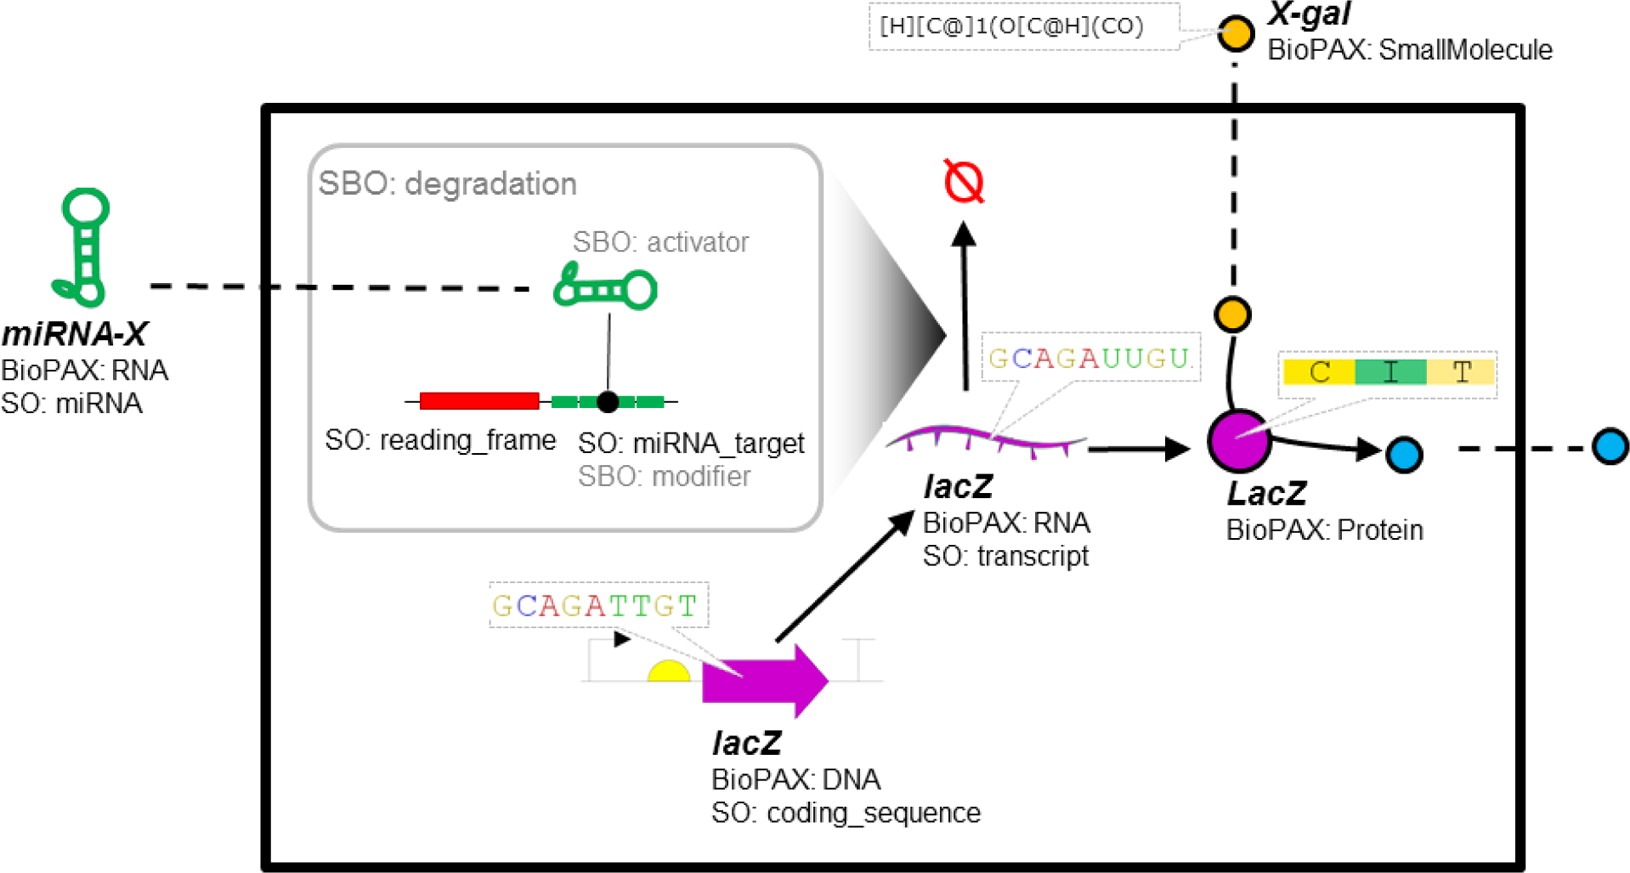 [H][C@]1(O[C@H](CO)
X-gal
BioPAX: SmallMolecule
SBO: degradation
SBO: activator
miRNA-X
BioPAX: RNA
SO: miRNA
SO: reading_frame
SO: miRNA_target
SBO: modifier
Ø
GCAGAUUGU.
C I T
lacZ
BioPAX: RNA
SO: transcript
LacZ
BioPAX: Protein
GCAGATTGT
lacZ
BioPAX: DNA
SO: coding_sequence